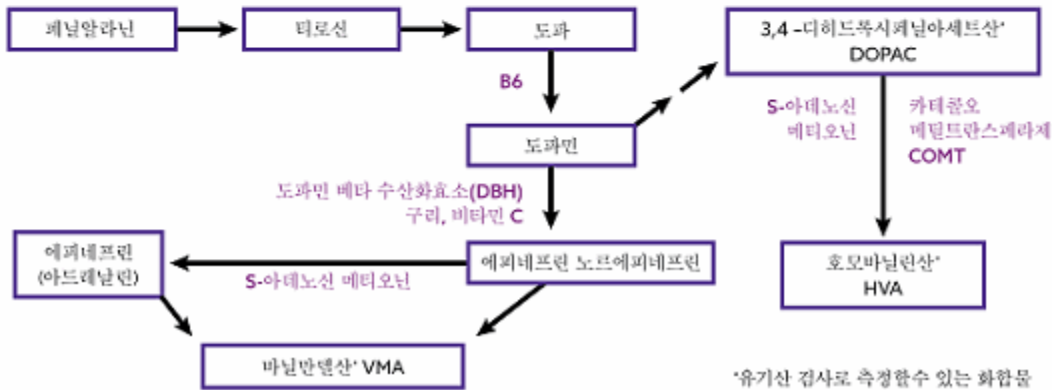 페닐알라닌
티로신
도파
3,4 -디히드록시페닐아세트산*
DOPAC
B6
S-아데노신
메티오닌
카테콜오
메틸트란스페라제
COMT
도파민
도파민 베타 수산화효소(DBH)
구리, 비타민 C
에피네프린
(아드레날린)
S-아데노신 메티오닌
에피네프린 노르에피네프린
호모바닐린산*
HVA
바닐만델산* VMA
*유기산 검사로 측정할수 있는 화합물